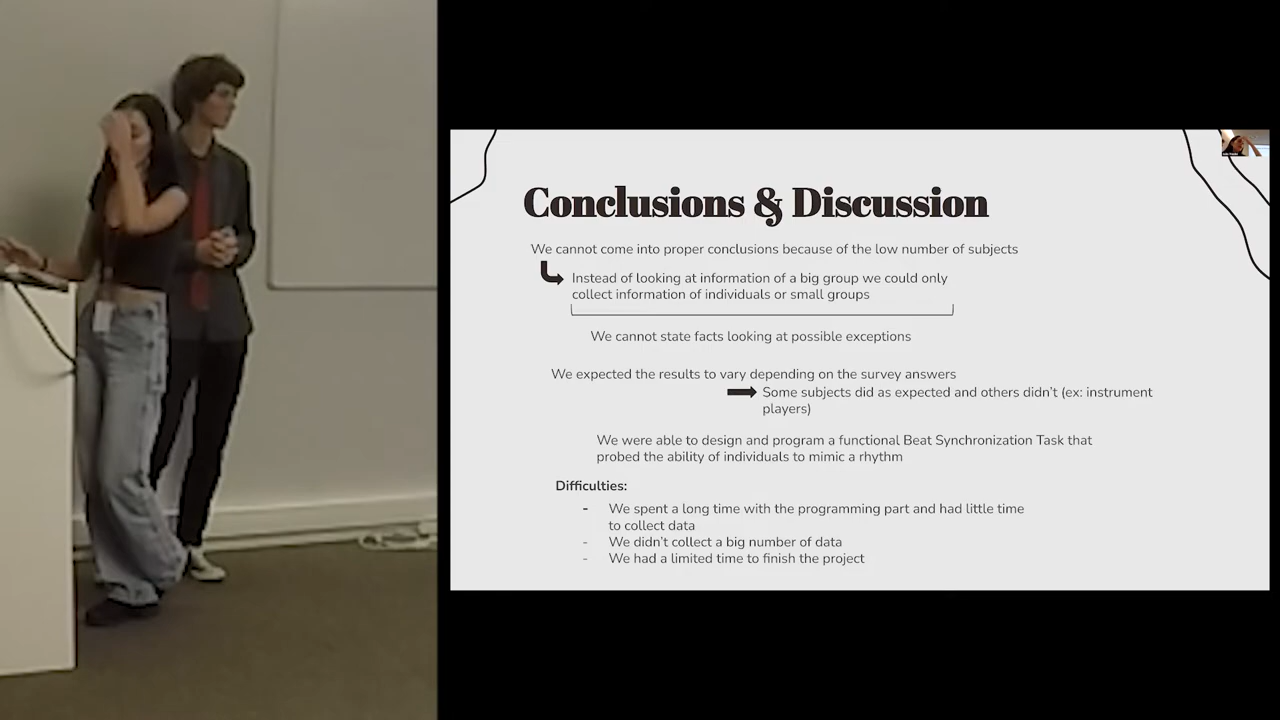 Conclusions & Discussion
We cannot come into proper conclusions because of the low number of subjects
Instead of looking at information of a big group we could only
collect information of individuals or small groups
We cannot state facts looking at possible exceptions
We expected the results to vary depending on the survey answers
Some subjects did as expected and others didn't (ex: instrument
players)
We were able to design and program a functional Beat Synchronization Task that
probed the ability of individuals to mimic a rhythm
Difficulties:
- We spent a long time with the programming part and had little time
to collect data
- We didn't collect a big number of data
- We had a limited time to finish the project